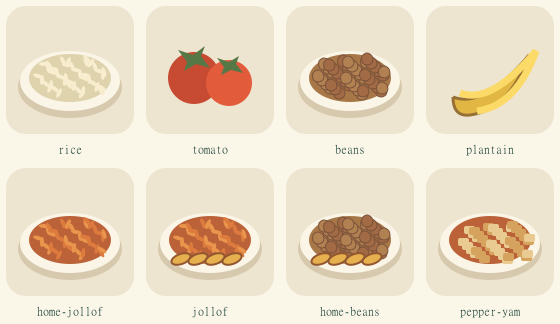 rice
tomato
beans
plantain
home-jollof
jollof
home-beans
pepper-yam